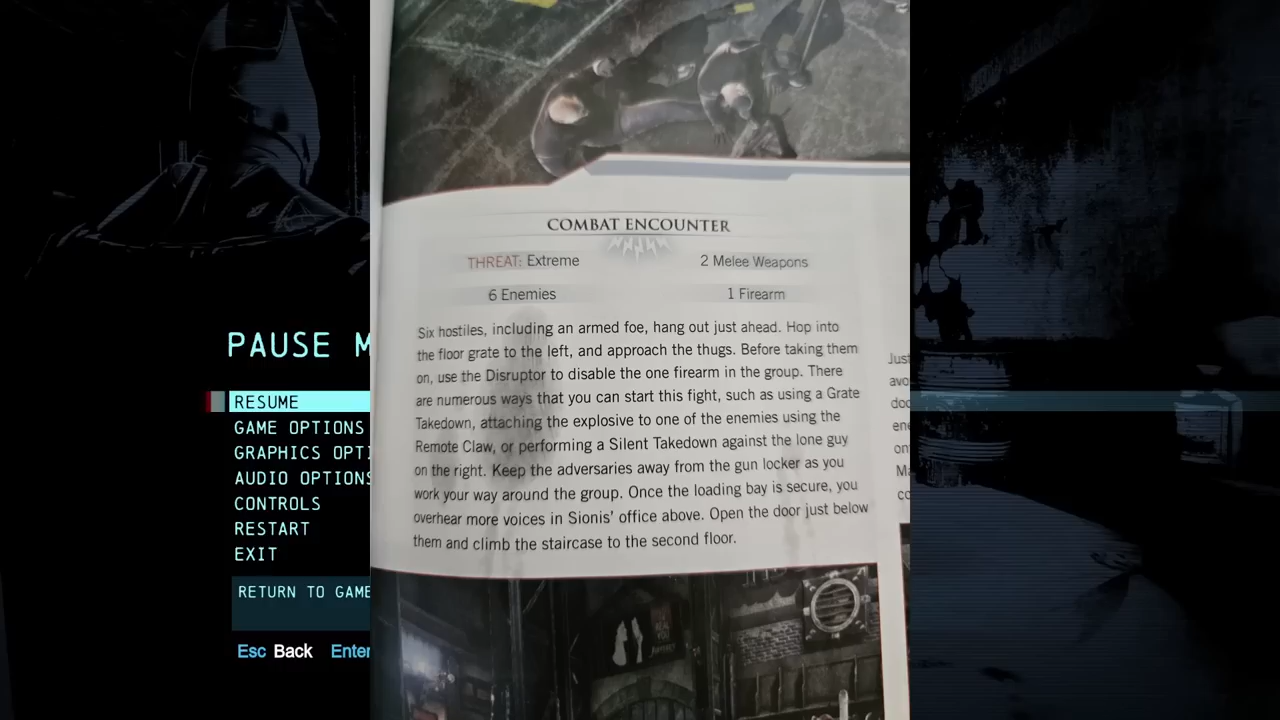 PAUSE M
RESUME
GAME OPTIONS
GRAPHICS OPTI
AUDIO OPTIONS
CONTROLS
RESTART
EXIT
RETURN TO GAME
Esc Back Enter
COMBAT ENCOUNTER
THREAT: Extreme 2 Melee Weapons
6 Enemies 1 Firearm
Six hostiles, including an armed foe, hang out just ahead. Hop into
the floor grate to the left, and approach the thugs. Before taking them
on, use the Disruptor to disable the one firearm in the group. There
are numerous ways that you can start this fight, such as using a Grate
Takedown, attaching the explosive to one of the enemies using the
Remote Claw, or performing a Silent Takedown against the lone guy
on the right. Keep the adversaries away from the gun locker as you
work your way around the group. Once the loading bay is secure, you
overhear more voices in Sionis' office above. Open the door just below
them and climb the staircase to the second floor.
Just
avo
doo
ene
on
Ma
co